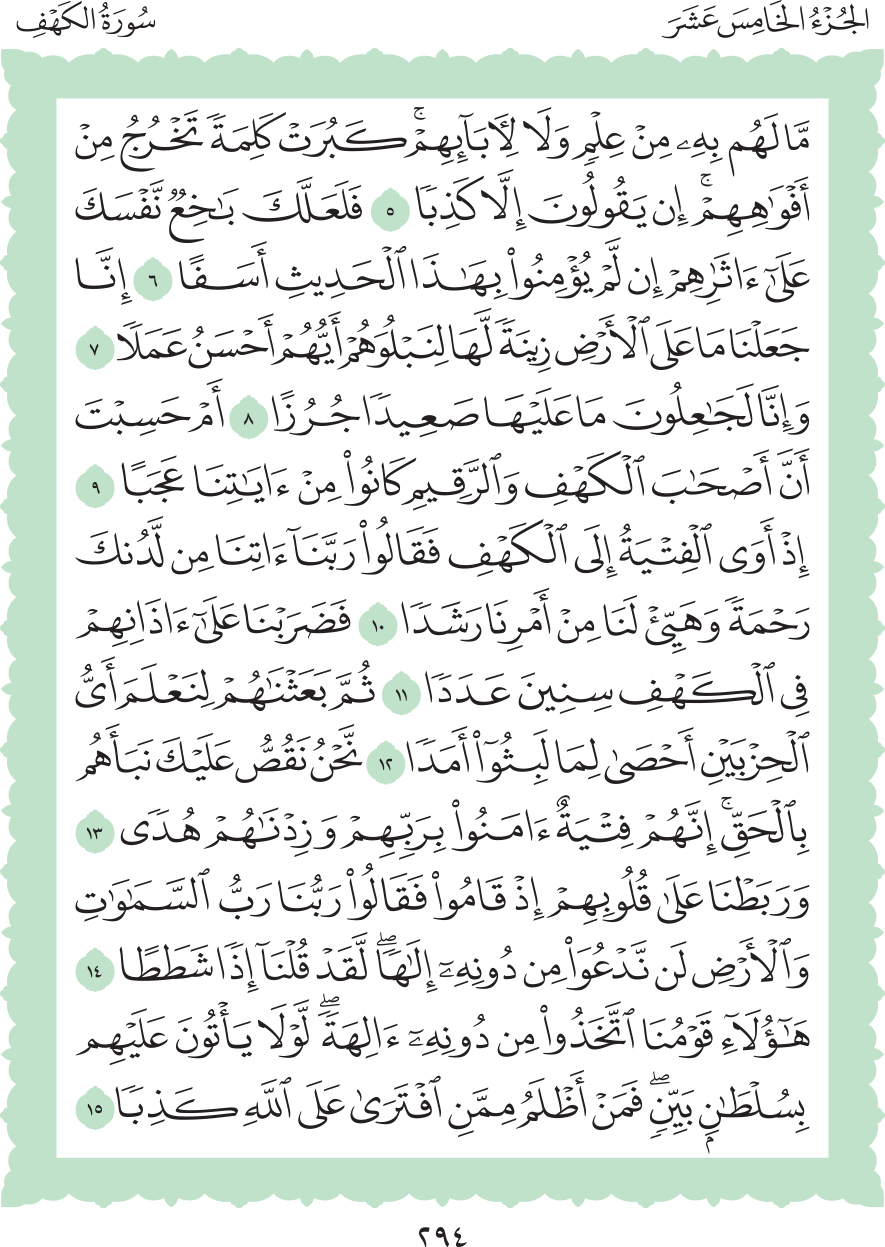 الجُزْءُ الخَامِسَ عَشَرَ
سُورَةُ الكَهْفِ
مَّا لَهُم بِهِۦ مِنْ عِلْمٍ وَلَا لِأٓبَآئِهِمْۚ كَبُرَتْ كَلِمَةً تَخْرُجُ مِنْ
أَفْوَٰهِهِمْۚ إِن يَقُولُونَ إِلَّا كَذِبًا ٥ فَلَعَلَّكَ بَٰخِعٌ نَّفْسَكَ
عَلَىٰٓ ءَاثَٰرِهِمْ إِن لَّمْ يُؤْمِنُوا۟ بِهَٰذَا ٱلْحَدِيثِ أَسَفًا ٦ إِنَّا
جَعَلْنَا مَا عَلَى ٱلْأَرْضِ زِينَةً لَّهَا لِنَبْلُوَهُمْ أَيُّهُمْ أَحْسَنُ عَمَلًا ٧
وَإِنَّا لَجَٰعِلُونَ مَا عَلَيْهَا صَعِيدًا جُرُزًا ٨ أَمْ حَسِبْتَ
أَنَّ أَصْحَٰبَ ٱلْكَهْفِ وَٱلرَّقِيمِ كَانُوا۟ مِنْ ءَايَٰتِنَا عَجَبًا ٩
إِذْ أَوَى ٱلْفِتْيَةُ إِلَى ٱلْكَهْفِ فَقَالُوا۟ رَبَّنَآ ءَاتِنَا مِن لَّدُنكَ
رَحْمَةً وَهَيِّئْ لَنَا مِنْ أَمْرِنَا رَشَدًا ١٠ فَضَرَبْنَا عَلَىٰٓ ءَاذَانِهِمْ
فِى ٱلْكَهْفِ سِنِينَ عَدَدًا ١١ ثُمَّ بَعَثْنَٰهُمْ لِنَعْلَمَ أَىُّ
ٱلْحِزْبَيْنِ أَحْصَىٰ لِمَا لَبِثُوٓا۟ أَمَدًا ١٢ نَّحْنُ نَقُصُّ عَلَيْكَ نَبَأَهُم
بِٱلْحَقِّۚ إِنَّهُمْ فِتْيَةٌ ءَامَنُوا۟ بِرَبِّهِمْ وَزِدْنَٰهُمْ هُدًى ١٣
وَرَبَطْنَا عَلَىٰ قُلُوبِهِمْ إِذْ قَامُوا۟ فَقَالُوا۟ رَبُّنَا رَبُّ ٱلسَّمَٰوَٰتِ
وَٱلْأَرْضِ لَن نَّدْعُوَا۟ مِن دُونِهِۦٓ إِلَٰهًاۖ لَّقَدْ قُلْنَآ إِذًا شَطَطًا ١٤
هَٰٓؤُلَآءِ قَوْمُنَا ٱتَّخَذُوا۟ مِن دُونِهِۦٓ ءَالِهَةًۖ لَّوْلَا يَأْتُونَ عَلَيْهِم
بِسُلْطَٰنٍۭ بَيِّنٍۖ فَمَنْ أَظْلَمُ مِمَّنِ ٱفْتَرَىٰ عَلَى ٱللَّهِ كَذِبًا ١٥
٢٩٤